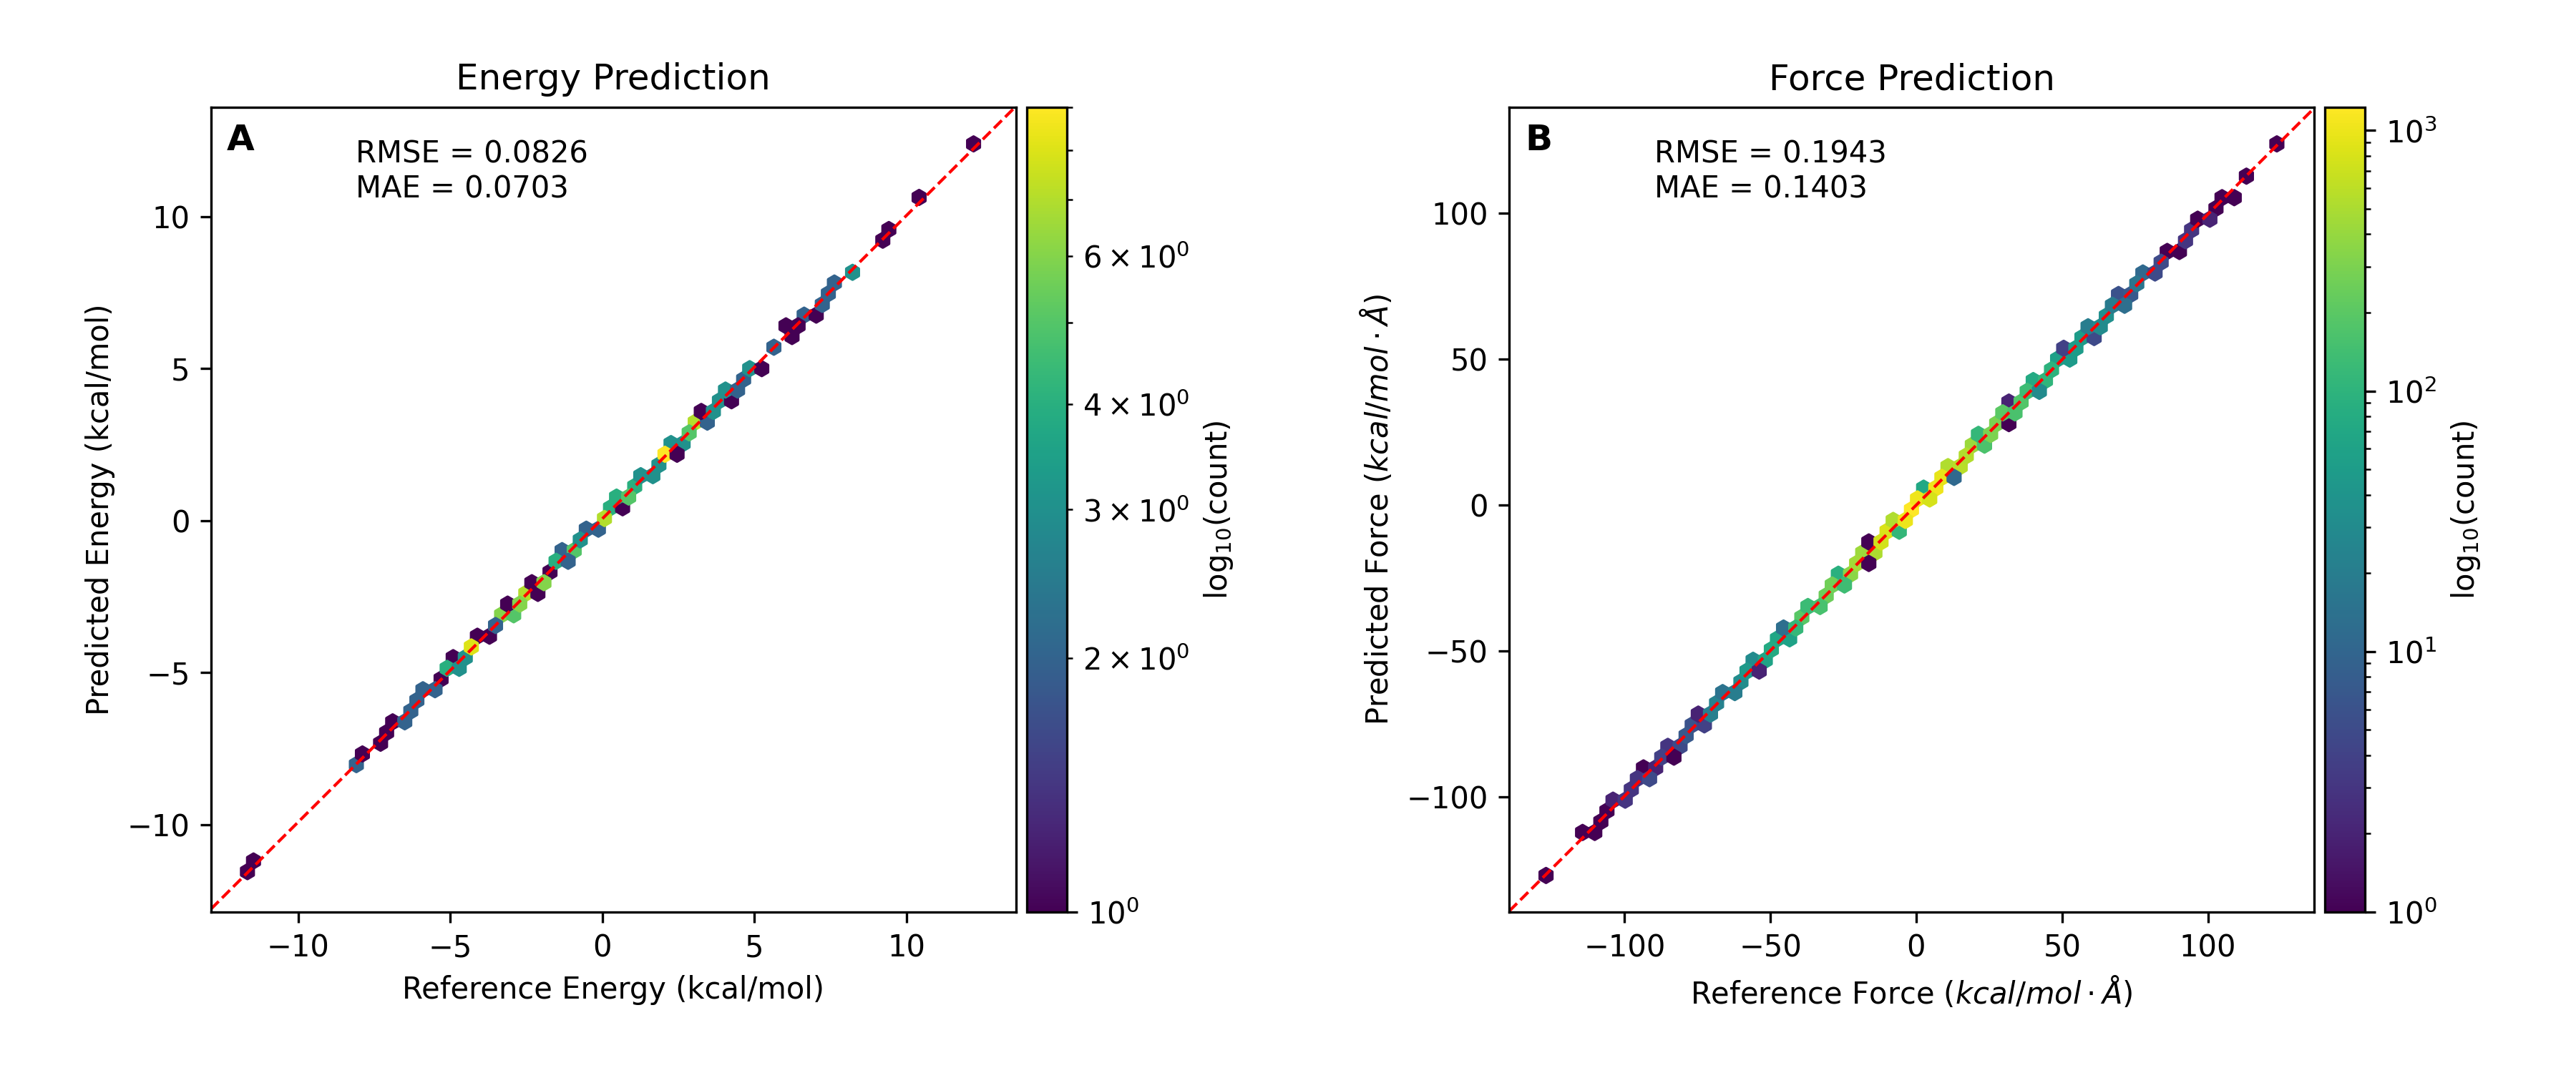 Energy Prediction
A
RMSE = 0.0826
MAE = 0.0703
10
5
0
−5
−10
Predicted Energy (kcal/mol)
−10
−5
0
5
10
Reference Energy (kcal/mol)
6 × 10⁰
4 × 10⁰
3 × 10⁰
2 × 10⁰
10⁰
log₁₀(count)
Force Prediction
B
RMSE = 0.1943
MAE = 0.1403
100
50
0
−50
−100
Predicted Force (kcal/mol · Å)
−100
−50
0
50
100
Reference Force (kcal/mol · Å)
10³
10²
10¹
10⁰
log₁₀(count)